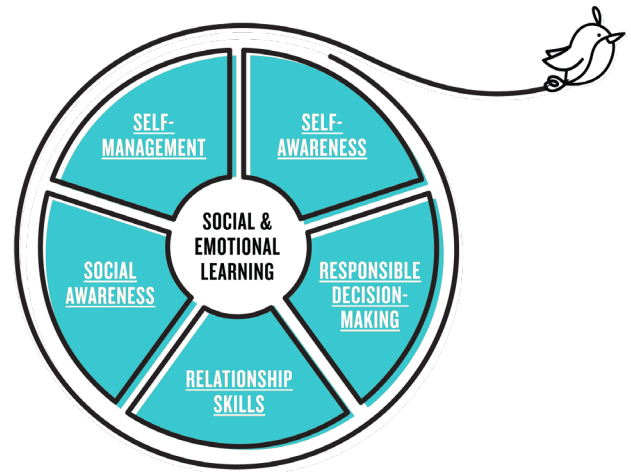 SELF-
MANAGEMENT
SELF-
AWARENESS
SOCIAL &
EMOTIONAL
LEARNING
SOCIAL
AWARENESS
RESPONSIBLE
DECISION-
MAKING
RELATIONSHIP
SKILLS